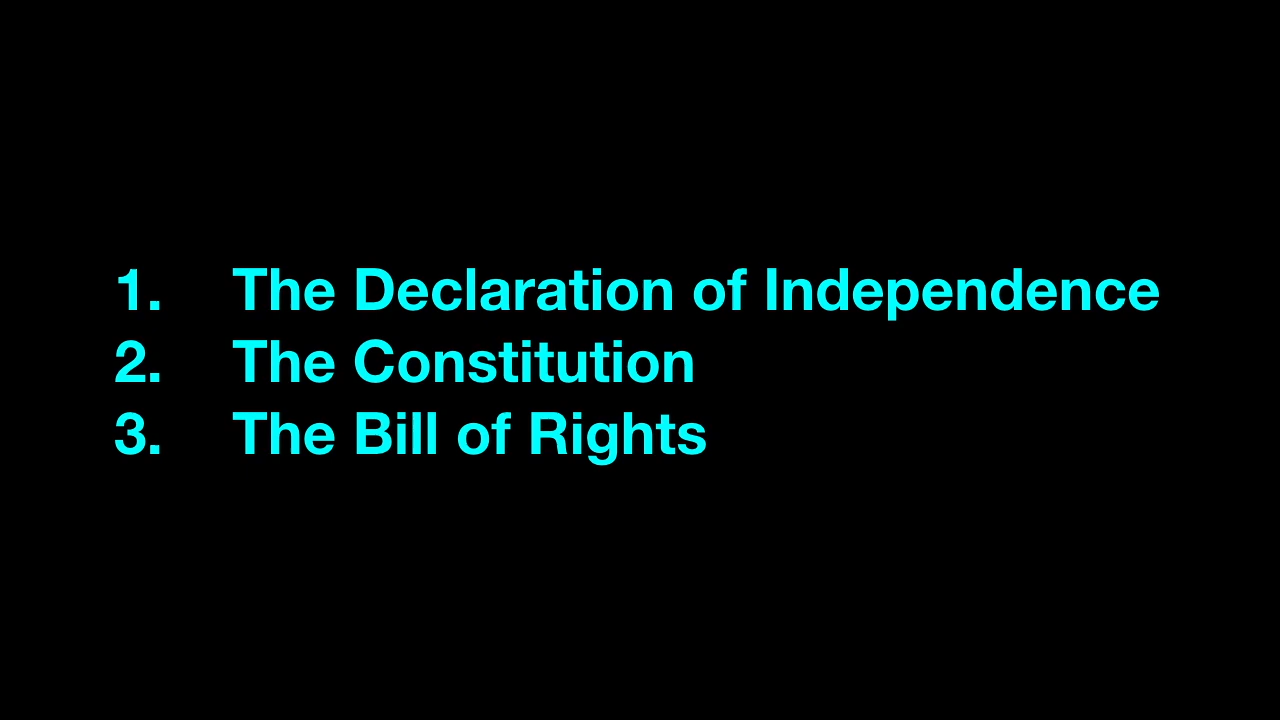 1. The Declaration of Independence
2. The Constitution
3. The Bill of Rights